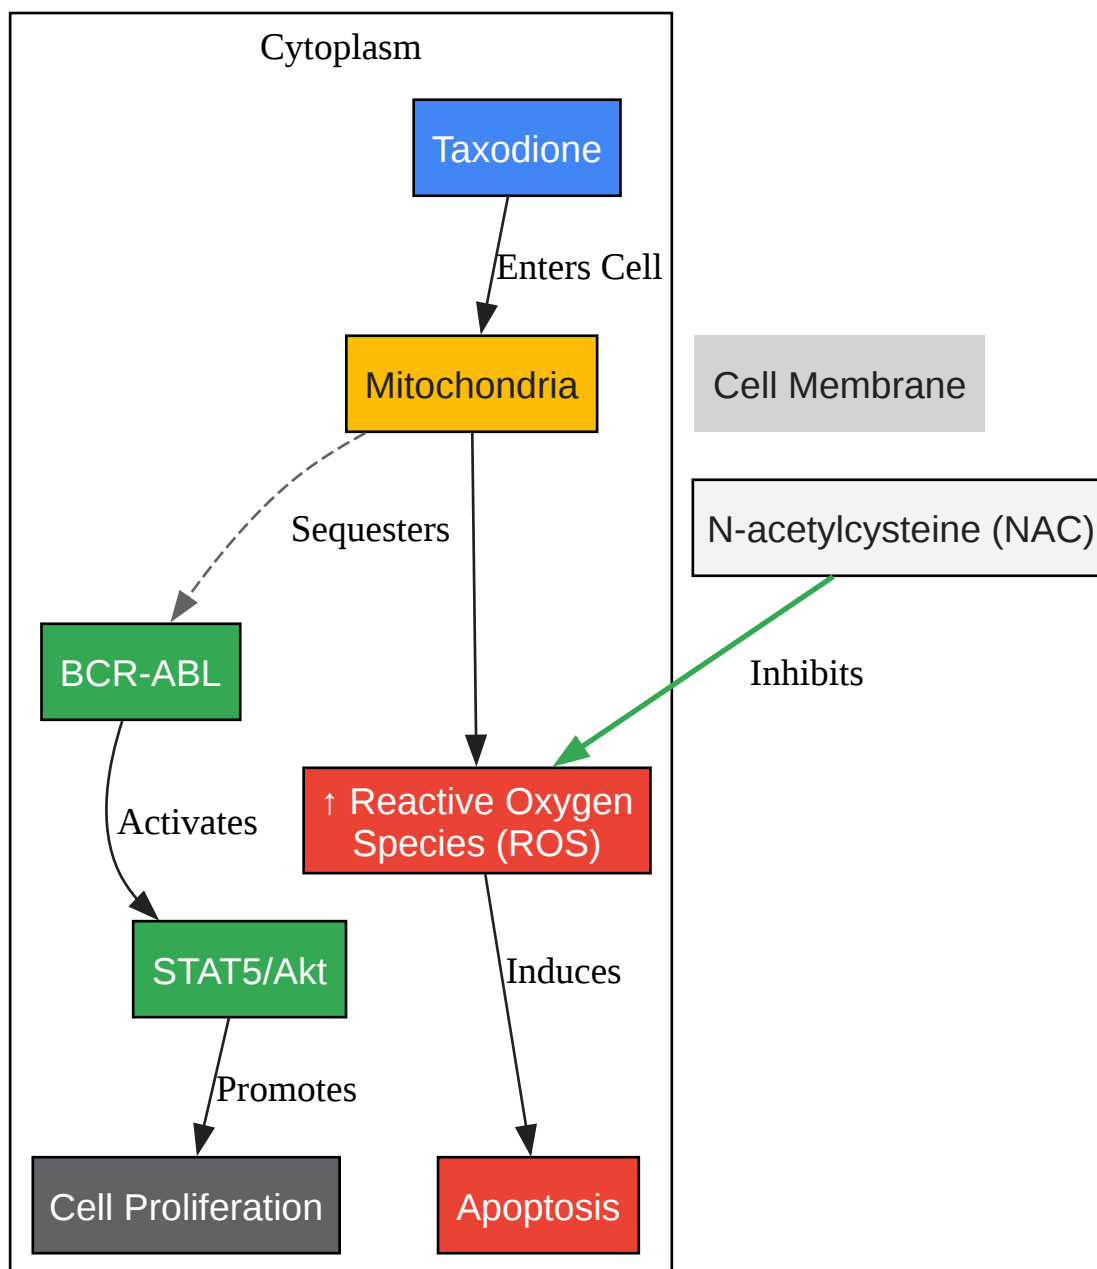 Cytoplasm
Taxodione
Enters Cell
Mitochondria
Cell Membrane
Sequesters
N-acetylcysteine (NAC)
BCR-ABL
Inhibits
Activates
↑ Reactive Oxygen
Species (ROS)
STAT5/Akt
Induces
Promotes
Cell Proliferation
Apoptosis